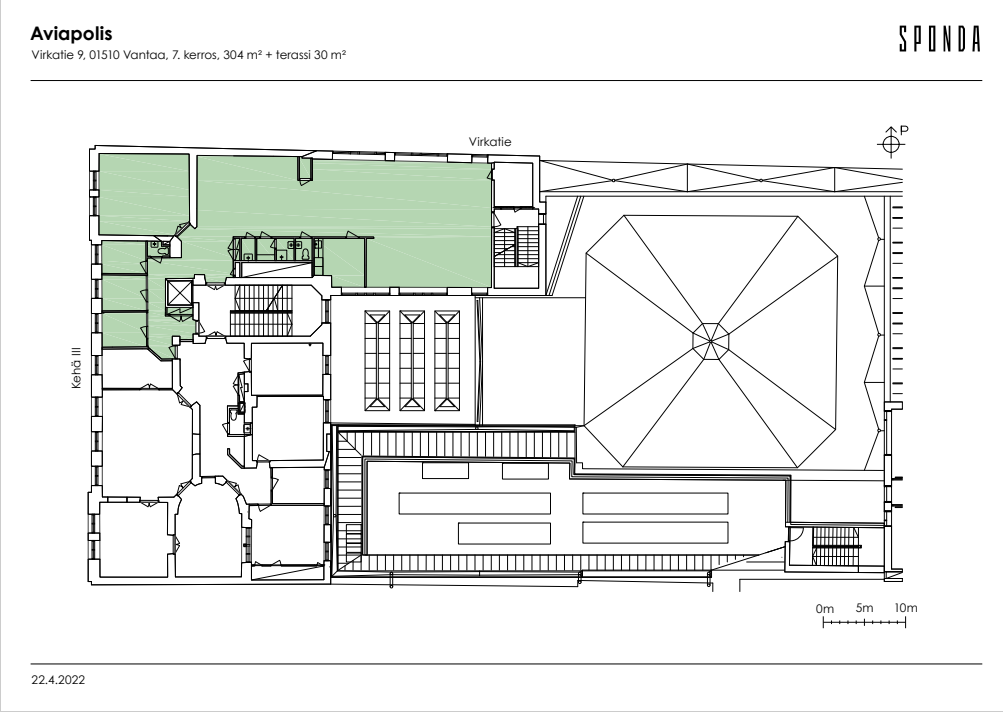 Aviapolis
Virkatie 9, 01510 Vantaa, 7. kerros, 304 m² + terassi 30 m²
SPONDA
Virkatie
P
Kehä III
0m 5m 10m
22.4.2022